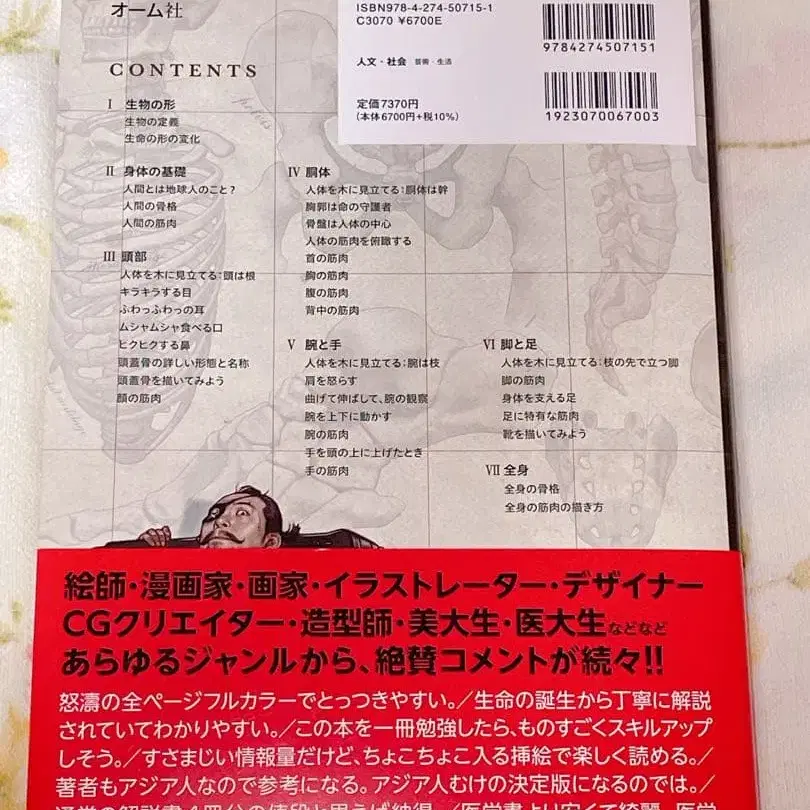 オーム社
ISBN978-4-274-50715-1
C3070 ¥6700E
9784274507151
人文・社会 芸術・生活
定価7370円
(本体6700円+税10%)
1923070067003
CONTENTS
I 生物の形
生物の定義
生命の形の変化
II 身体の基礎
人間とは地球人のこと?
人間の骨格
人間の筋肉
III 頭部
人体を木に見立てる:頭は根
キラキラする目
ふわっふわっの耳
ムシャムシャ食べる口
ヒクヒクする鼻
頭蓋骨の詳しい形態と名称
頭蓋骨を描いてみよう
顔の筋肉
IV 胴体
人体を木に見立てる:胴体は幹
胸郭は命の守護者
骨盤は人体の中心
人体の筋肉を俯瞰する
首の筋肉
胸の筋肉
腹の筋肉
背中の筋肉
V 腕と手
人体を木に見立てる:腕は枝
肩を怒らす
曲げて伸ばして、腕の観察
腕を上下に動かす
腕の筋肉
手を頭の上に上げたとき
手の筋肉
VI 脚と足
人体を木に見立てる:枝の先で立つ脚
脚の筋肉
身体を支える足
足に特有な筋肉
靴を描いてみよう
VII 全身
全身の骨格
全身の筋肉の描き方
絵師・漫画家・画家・イラストレーター・デザイナー
CGクリエイター・造型師・美大生・医大生などなど
あらゆるジャンルから、絶賛コメントが続々!!
怒濤の全ページフルカラーでとっつきやすい。/生命の誕生から丁寧に解説
されていてわかりやすい。/この本を一冊勉強したら、ものすごくスキルアップ
しそう。/すさまじい情報量だけど、ちょこちょこ入る挿絵で楽しく読める。/
著者もアジア人なので参考になる。アジア人むけの決定版になるのでは。/